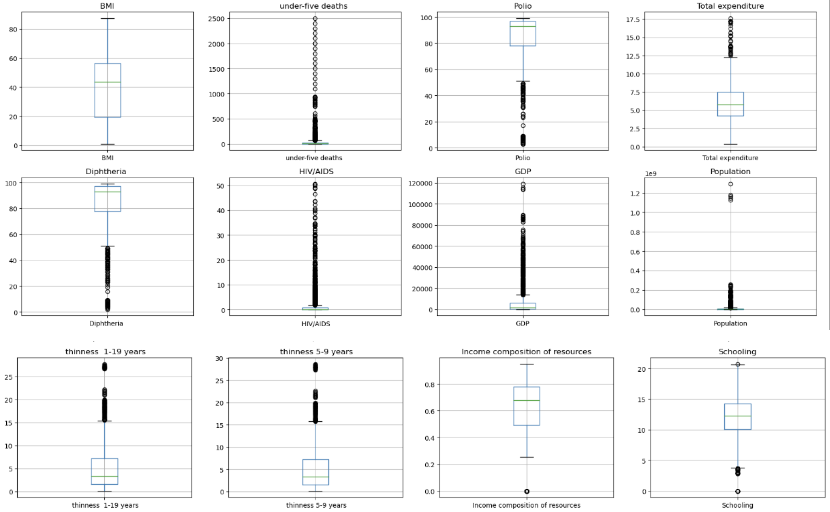 BMI
80
60
40
20
0
BMI
under-five deaths
2500
2000
1500
1000
500
0
under-five deaths
Polio
100
80
60
40
20
0
Polio
Total expenditure
17.5
15.0
12.5
10.0
7.5
5.0
2.5
0.0
Total expenditure
Diphtheria
100
80
60
40
20
0
Diphtheria
HIV/AIDS
50
40
30
20
10
0
HIV/AIDS
GDP
120000
100000
80000
60000
40000
20000
0
GDP
Population
1e9
1.2
1.0
0.8
0.6
0.4
0.2
0.0
Population
thinness 1-19 years
25
20
15
10
5
0
thinness 1-19 years
thinness 5-9 years
30
25
20
15
10
5
0
thinness 5-9 years
Income composition of resources
0.8
0.6
0.4
0.2
0.0
Income composition of resources
Schooling
20
15
10
5
0
Schooling